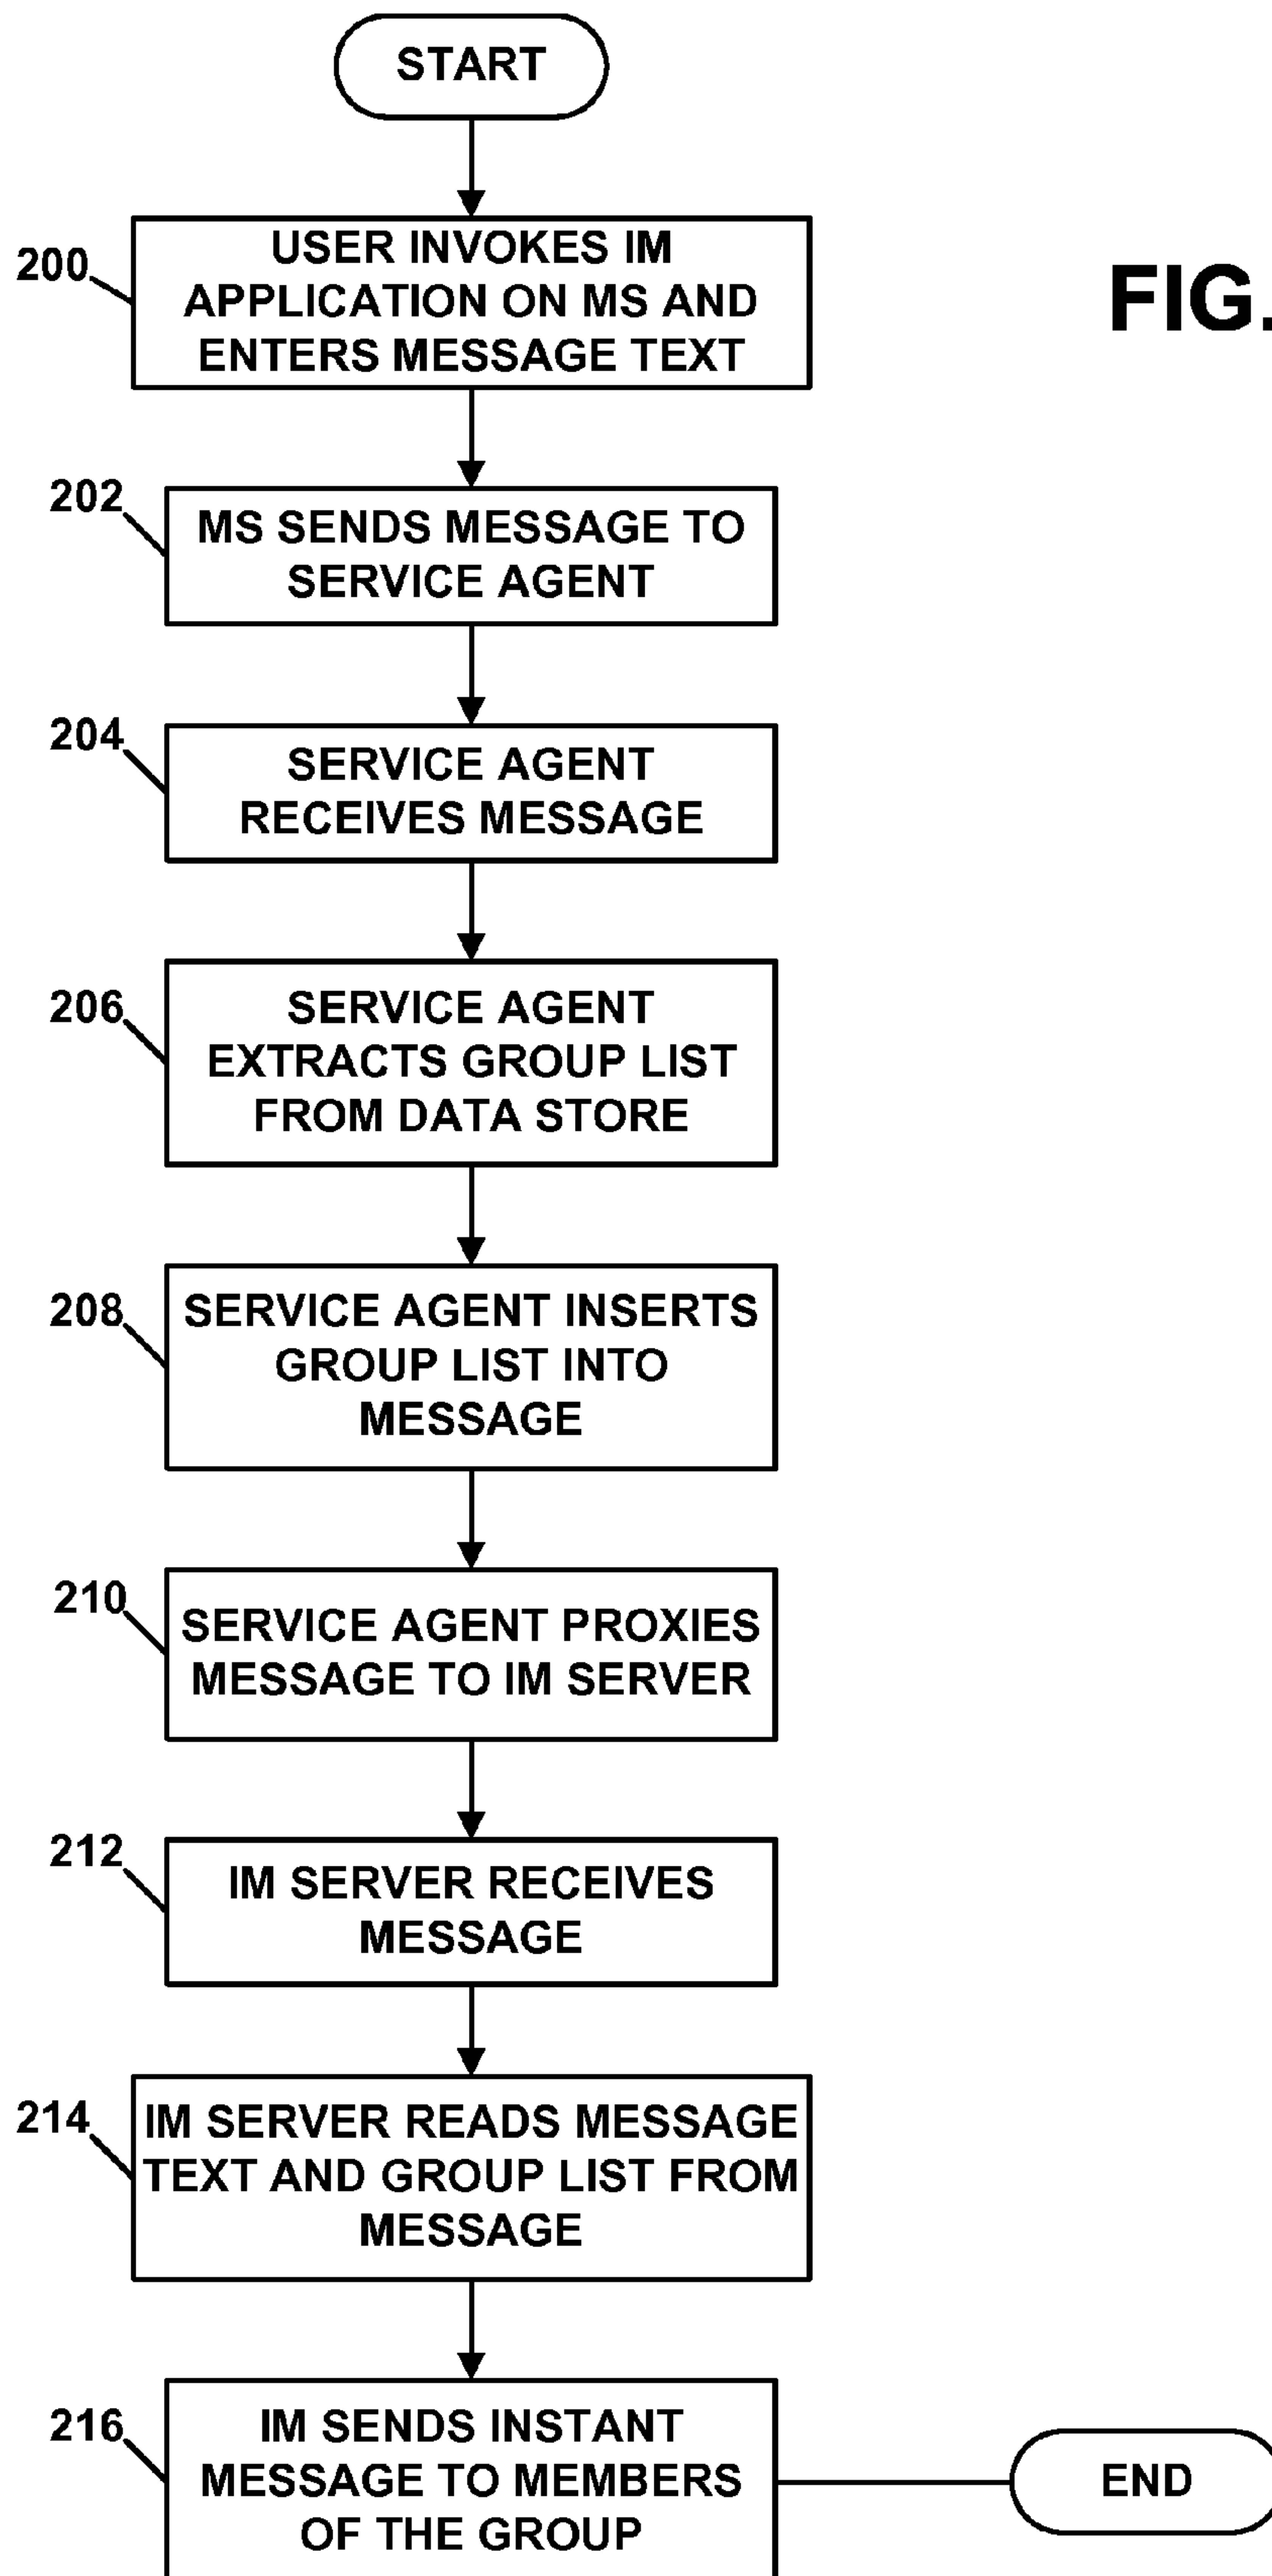 START
200
USER INVOKES IM
APPLICATION ON MS AND
ENTERS MESSAGE TEXT
FIG.
202
MS SENDS MESSAGE TO
SERVICE AGENT
204
SERVICE AGENT
RECEIVES MESSAGE
206
SERVICE AGENT
EXTRACTS GROUP LIST
FROM DATA STORE
208
SERVICE AGENT INSERTS
GROUP LIST INTO
MESSAGE
210
SERVICE AGENT PROXIES
MESSAGE TO IM SERVER
212
IM SERVER RECEIVES
MESSAGE
214
IM SERVER READS MESSAGE
TEXT AND GROUP LIST FROM
MESSAGE
216
IM SENDS INSTANT
MESSAGE TO MEMBERS
OF THE GROUP
END